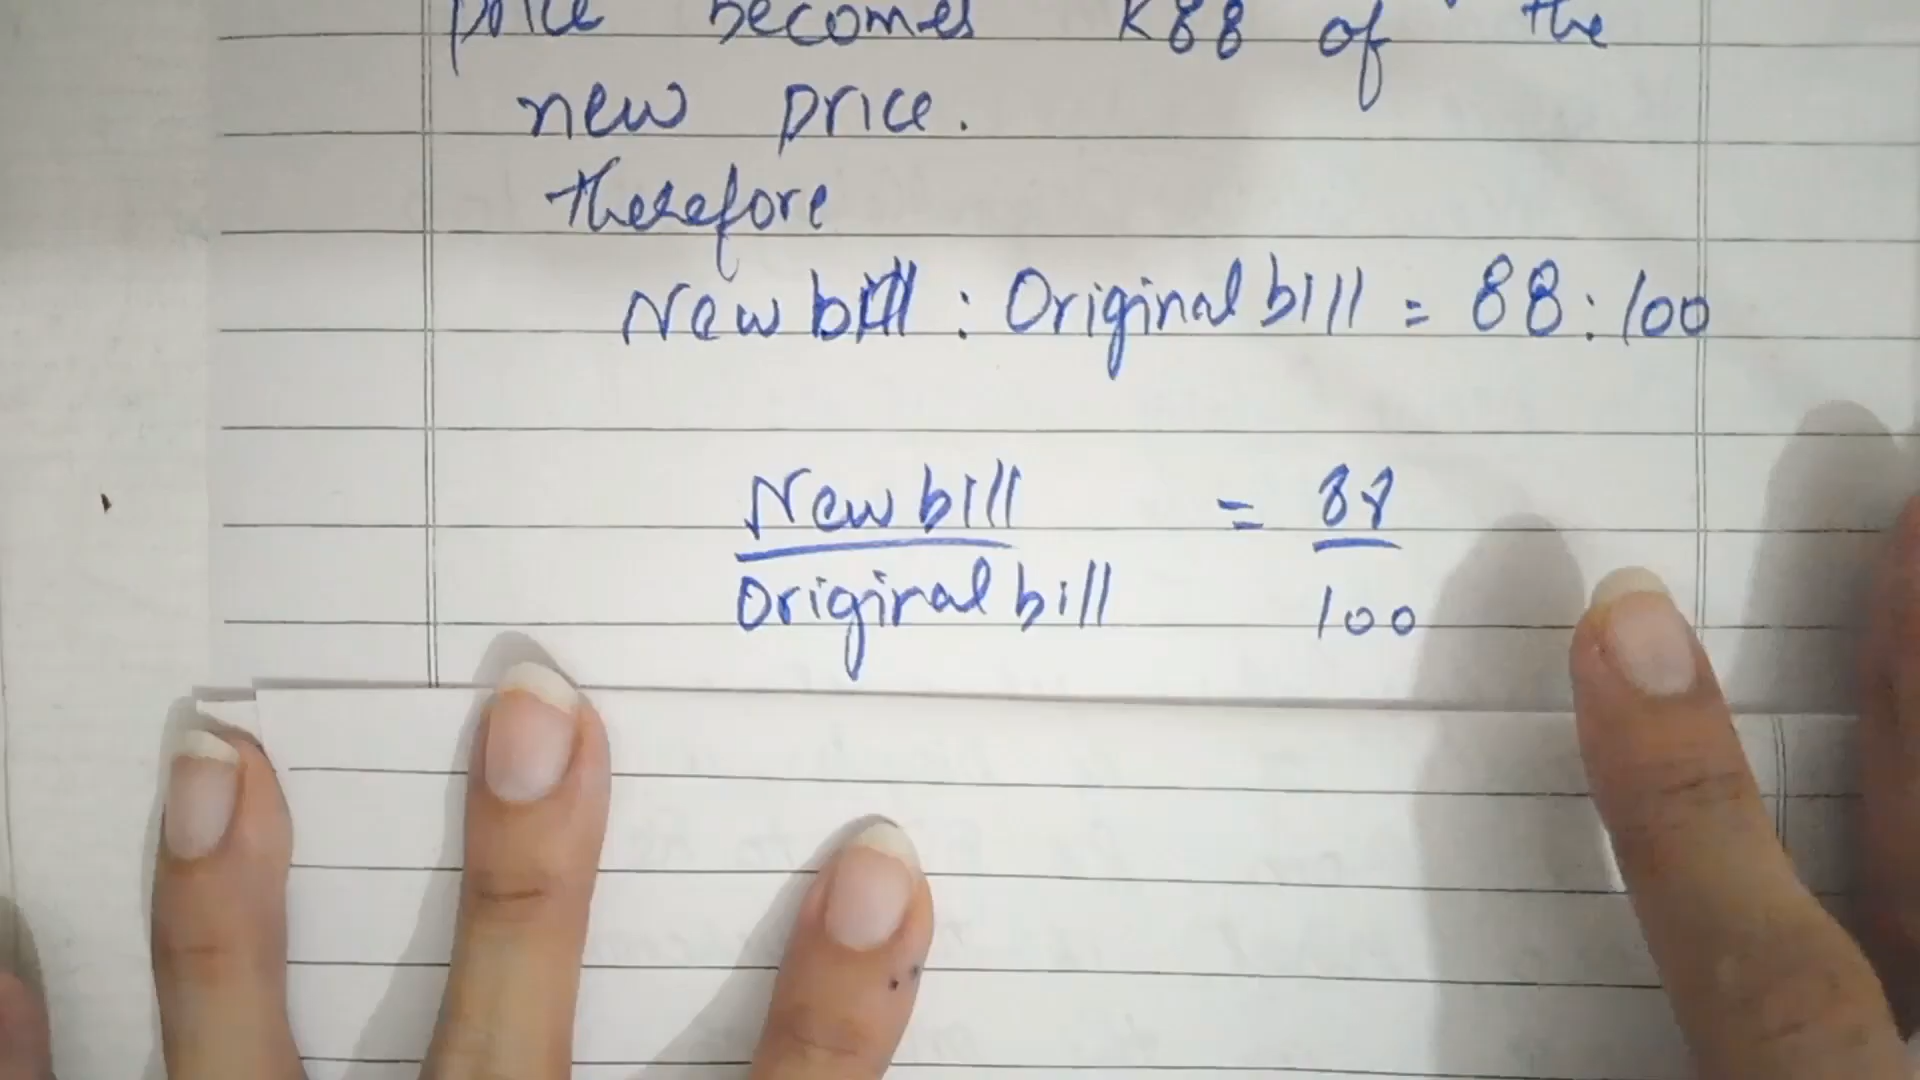 price becomes K88 of the
new price.
therefore
New bill : Original bill = 88 : 100
New bill = 88
Original bill 100